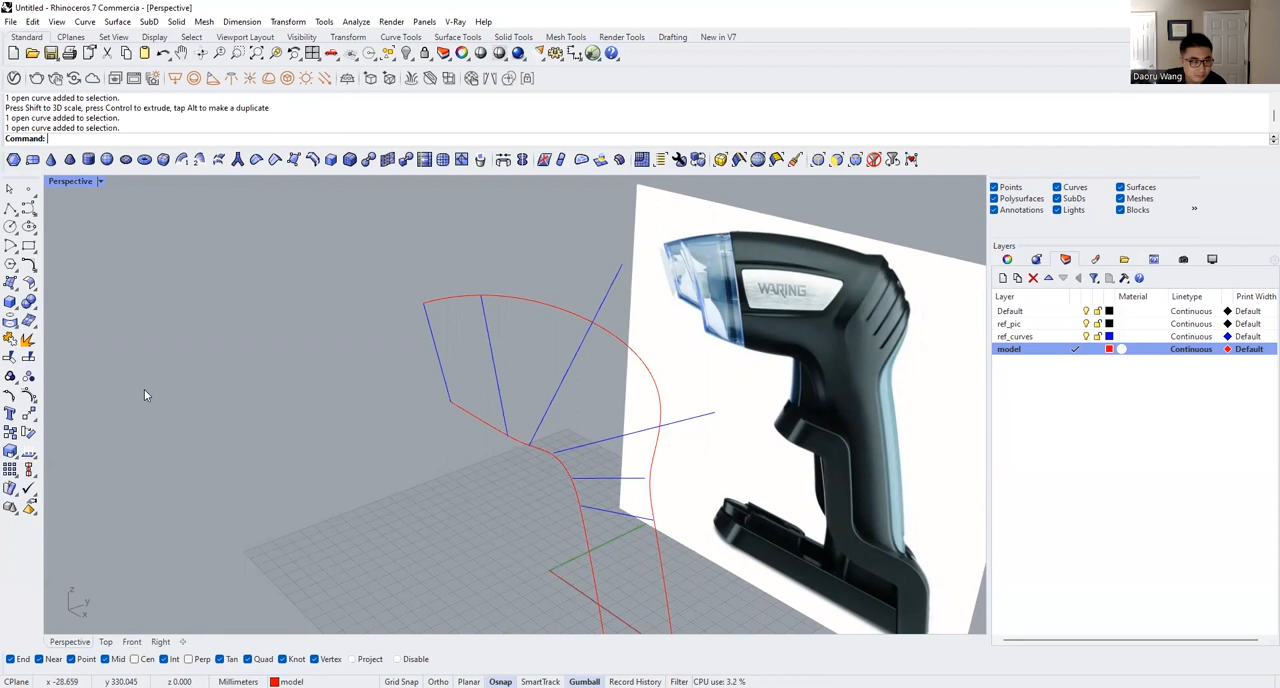 Untitled - Rhinoceros 7 Commercia - [Perspective]
File Edit View Curve Surface SubD Solid Mesh Dimension Transform Tools Analyze Render Panels V-Ray Help
Standard CPlanes Set View Display Select Viewport Layout Visibility Transform Curve Tools Surface Tools Solid Tools Mesh Tools Render Tools Drafting New in V7
Daoru Wang
1 open curve added to selection.
Press Shift to 3D scale, press Control to extrude, tap Alt to make a duplicate
1 open curve added to selection.
1 open curve added to selection.
Command:
Perspective
Points Curves Surfaces
Polysurfaces SubDs Meshes
Annotations Lights Blocks
»
Layers
Layer Material Linetype Print Width
Default Continuous Default
ref_pic Continuous Default
ref_curves Continuous Default
model Continuous Default
WARING
z
y
x
Perspective Top Front Right
End Near Point Mid Cen Int Perp Tan Quad Knot Vertex Project Disable
CPlane x -28.659 y 330.045 z 0.000 Millimeters model Grid Snap Ortho Planar Osnap SmartTrack Gumball Record History Filter CPU use: 3.2 %